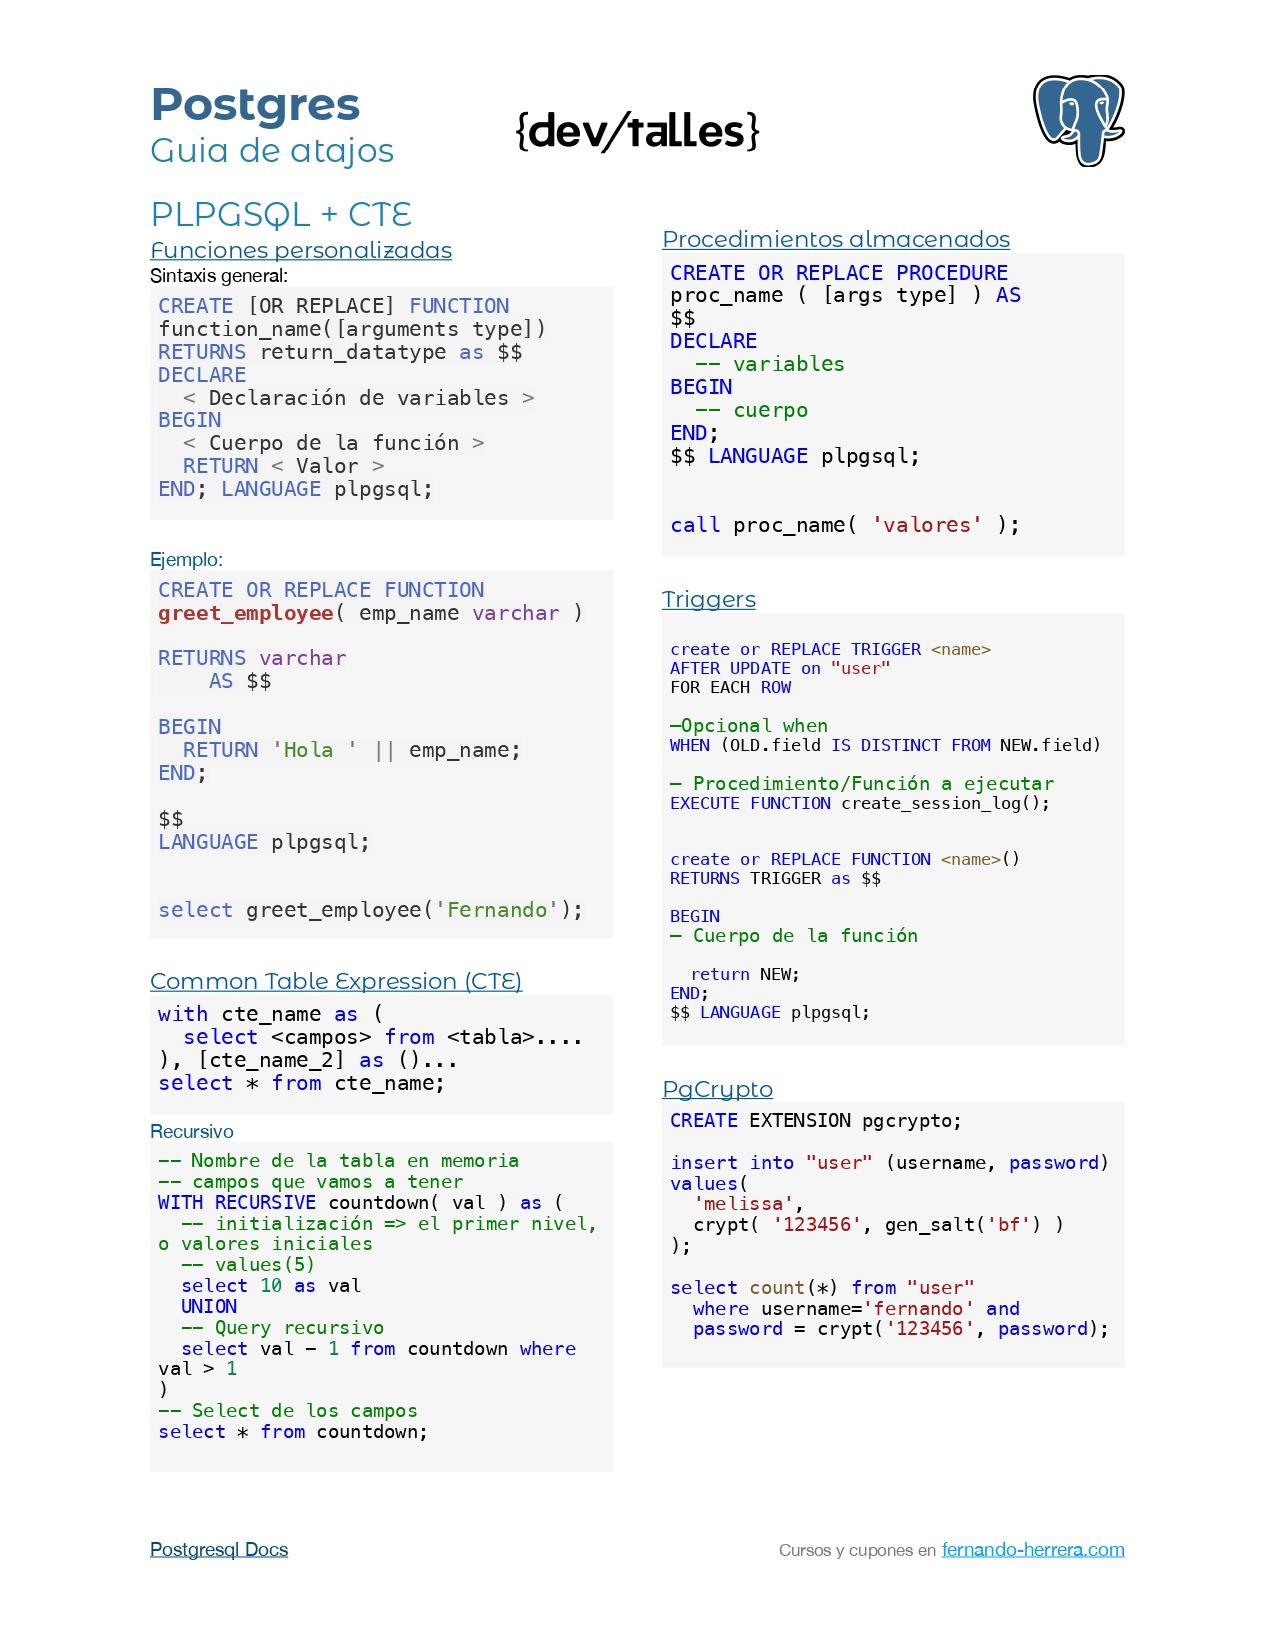 Postgres
Guia de atajos
{dev/talles}
PLPGSQL + CTE
Funciones personalizadas
Sintaxis general:
CREATE [OR REPLACE] FUNCTION
function_name([arguments type])
RETURNS return_datatype as $$
DECLARE
  < Declaración de variables >
BEGIN
  < Cuerpo de la función >
  RETURN < Valor >
END; LANGUAGE plpgsql;
Ejemplo:
CREATE OR REPLACE FUNCTION
greet_employee( emp_name varchar )
RETURNS varchar
    AS $$
BEGIN
  RETURN 'Hola ' || emp_name;
END;
$$
LANGUAGE plpgsql;
select greet_employee('Fernando');
Common Table Expression (CTE)
with cte_name as (
  select <campos> from <tabla>....
), [cte_name_2] as ()...
select * from cte_name;
Recursivo
-- Nombre de la tabla en memoria
-- campos que vamos a tener
WITH RECURSIVE countdown( val ) as (
  -- initialización => el primer nivel,
o valores iniciales
  -- values(5)
  select 10 as val
  UNION
  -- Query recursivo
  select val - 1 from countdown where
val > 1
)
-- Select de los campos
select * from countdown;
Procedimientos almacenados
CREATE OR REPLACE PROCEDURE
proc_name ( [args type] ) AS
$$
DECLARE
  -- variables
BEGIN
  -- cuerpo
END;
$$ LANGUAGE plpgsql;
call proc_name( 'valores' );
Triggers
create or REPLACE TRIGGER <name>
AFTER UPDATE on "user"
FOR EACH ROW
—Opcional when
WHEN (OLD.field IS DISTINCT FROM NEW.field)
— Procedimiento/Función a ejecutar
EXECUTE FUNCTION create_session_log();
create or REPLACE FUNCTION <name>()
RETURNS TRIGGER as $$
BEGIN
— Cuerpo de la función
  return NEW;
END;
$$ LANGUAGE plpgsql;
PgCrypto
CREATE EXTENSION pgcrypto;
insert into "user" (username, password)
values(
  'melissa',
  crypt( '123456', gen_salt('bf') )
);
select count(*) from "user"
  where username='fernando' and
  password = crypt('123456', password);
Postgresql Docs
Cursos y cupones en fernando-herrera.com